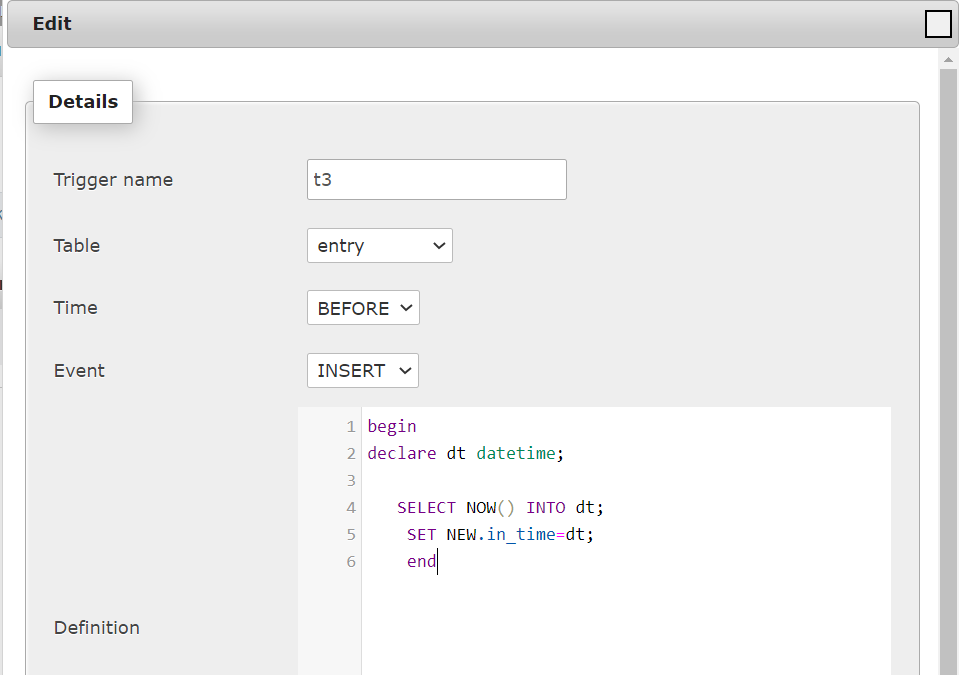 Edit
Details
Trigger name t3
Table entry
Time BEFORE
Event INSERT
1 begin
2 declare dt datetime;
3
4 SELECT NOW() INTO dt;
5 SET NEW.in_time=dt;
6 end
Definition